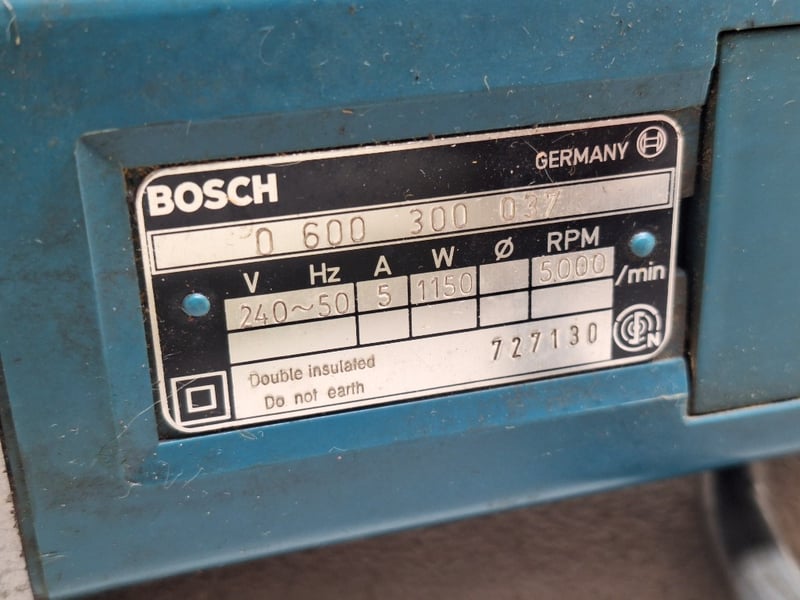 BOSCH GERMANY
0 600 300 037
V Hz A W Ø RPM
240~50 5 1150 5000 /min
727130
Double insulated
Do not earth
N